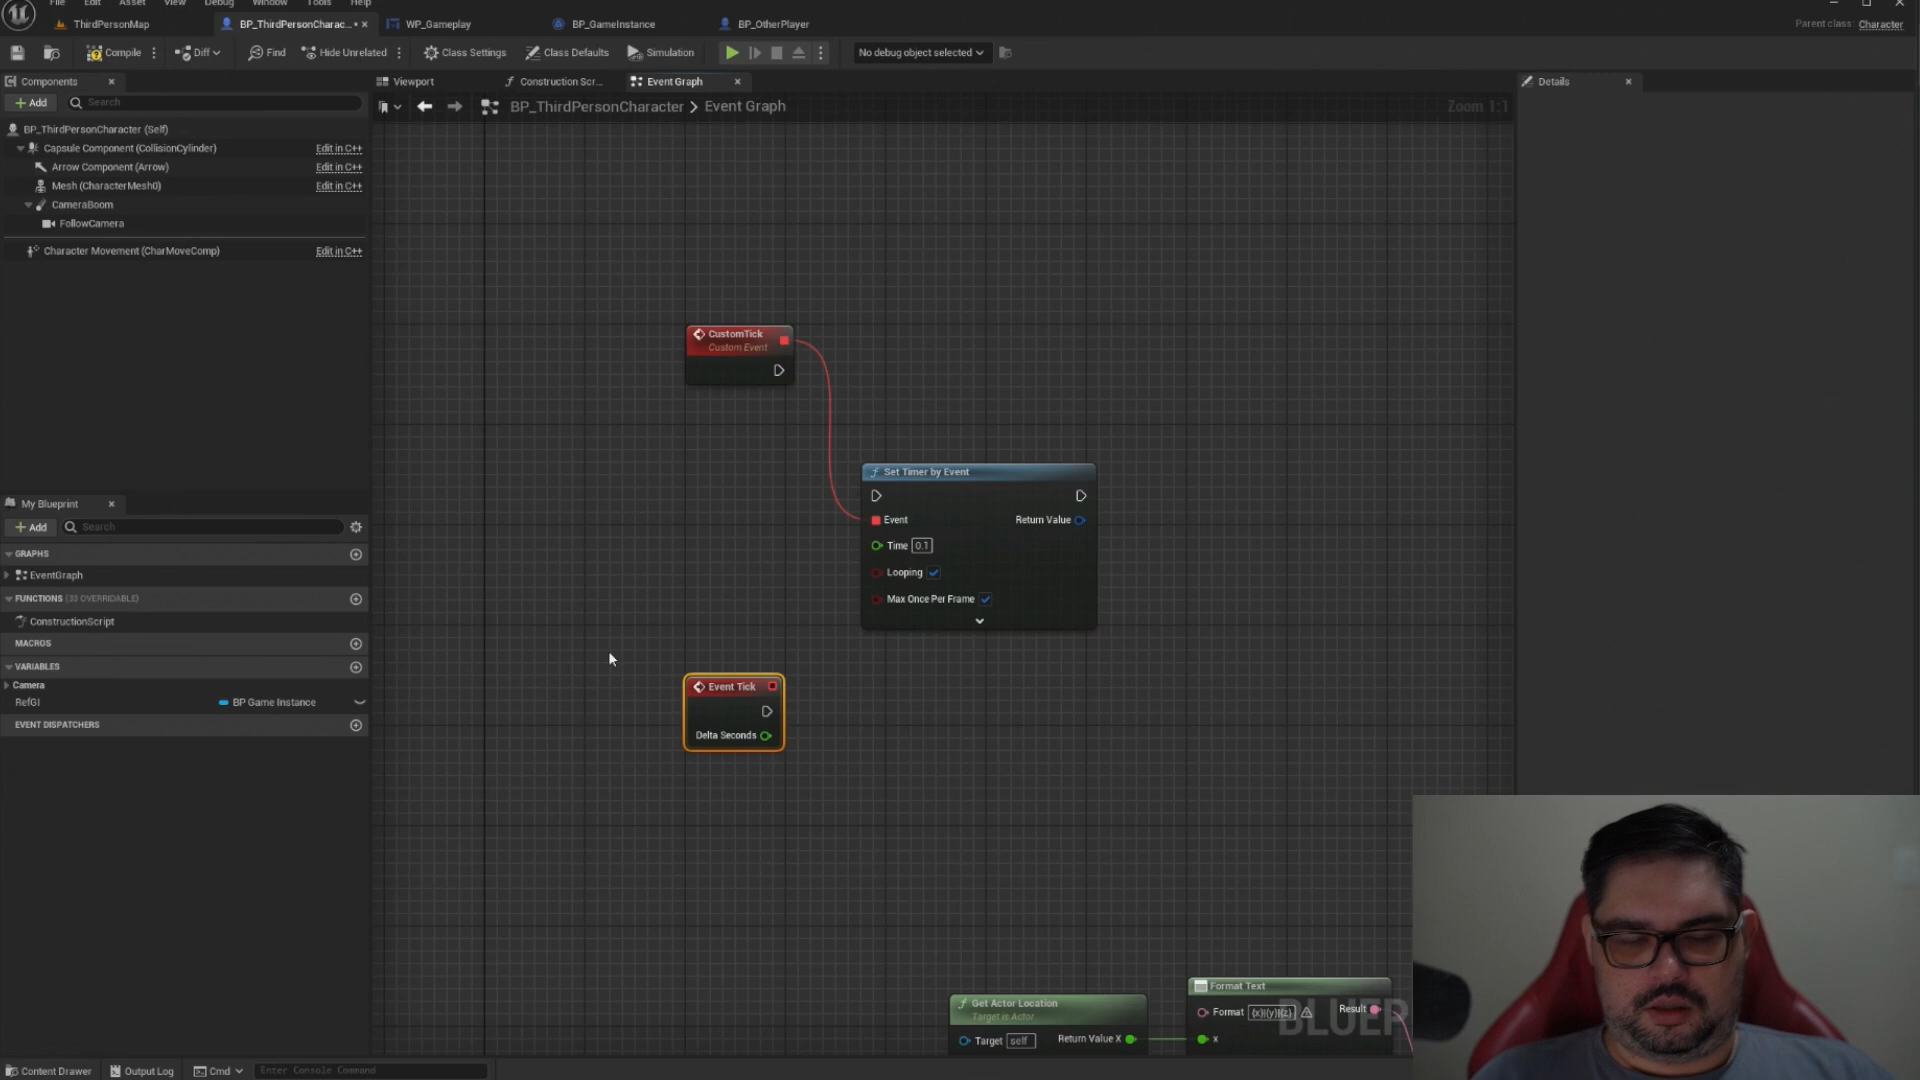 File Edit Asset View Debug Window Tools Help
ThirdPersonMap
BP_ThirdPersonCharac... •
WP_Gameplay
BP_GameInstance
BP_OtherPlayer
Parent class: Character
Compile
Diff
Find
Hide Unrelated
Class Settings
Class Defaults
Simulation
No debug object selected
Components
Viewport
Construction Scr...
Event Graph
Details
+ Add
Search
BP_ThirdPersonCharacter > Event Graph
Zoom 1:1
BP_ThirdPersonCharacter (Self)
Capsule Component (CollisionCylinder) Edit in C++
Arrow Component (Arrow) Edit in C++
Mesh (CharacterMesh0) Edit in C++
CameraBoom
FollowCamera
Character Movement (CharMoveComp) Edit in C++
CustomTick
Custom Event
Set Timer by Event
Event
Return Value
Time 0.1
Looping
Max Once Per Frame
My Blueprint
+ Add
Search
GRAPHS
EventGraph
FUNCTIONS (33 OVERRIDABLE)
ConstructionScript
MACROS
VARIABLES
Camera
RefGI BP Game Instance
EVENT DISPATCHERS
Event Tick
Delta Seconds
Get Actor Location
Target is Actor
Target self
Return Value X
Format Text
Format {x}|{y}|{z}
Result
x
BLUEP
Content Drawer
Output Log
Cmd
Enter Console Command